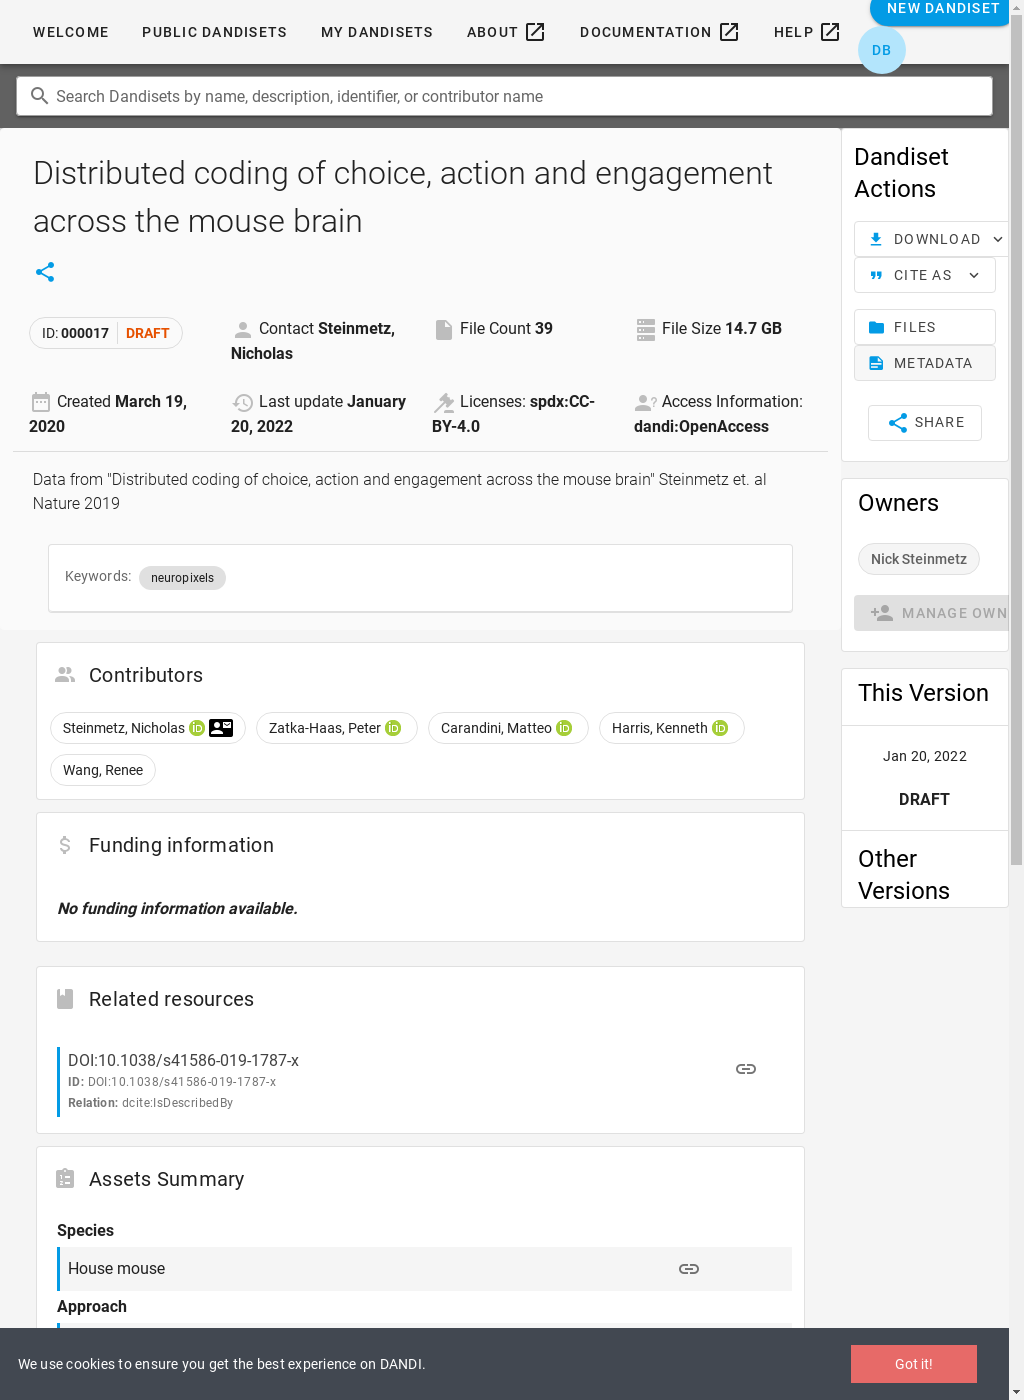 WELCOME PUBLIC DANDISETS MY DANDISETS ABOUT DOCUMENTATION HELP NEW DANDISET
DB
Search Dandisets by name, description, identifier, or contributor name
Distributed coding of choice, action and engagement
across the mouse brain
ID: 000017 DRAFT
Contact Steinmetz,
Nicholas
File Count 39
File Size 14.7 GB
Created March 19,
2020
Last update January
20, 2022
Licenses: spdx:CC-
BY-4.0
Access Information:
dandi:OpenAccess
Data from "Distributed coding of choice, action and engagement across the mouse brain" Steinmetz et. al
Nature 2019
Keywords: neuropixels
Contributors
Steinmetz, Nicholas iD Zatka-Haas, Peter iD Carandini, Matteo iD Harris, Kenneth iD
Wang, Renee
Funding information
No funding information available.
Related resources
DOI:10.1038/s41586-019-1787-x
ID: DOI:10.1038/s41586-019-1787-x
Relation: dcite:IsDescribedBy
Assets Summary
Species
House mouse
Approach
Dandiset
Actions
DOWNLOAD
CITE AS
FILES
METADATA
SHARE
Owners
Nick Steinmetz
MANAGE OWN
This Version
Jan 20, 2022
DRAFT
Other
Versions
We use cookies to ensure you get the best experience on DANDI.
Got it!